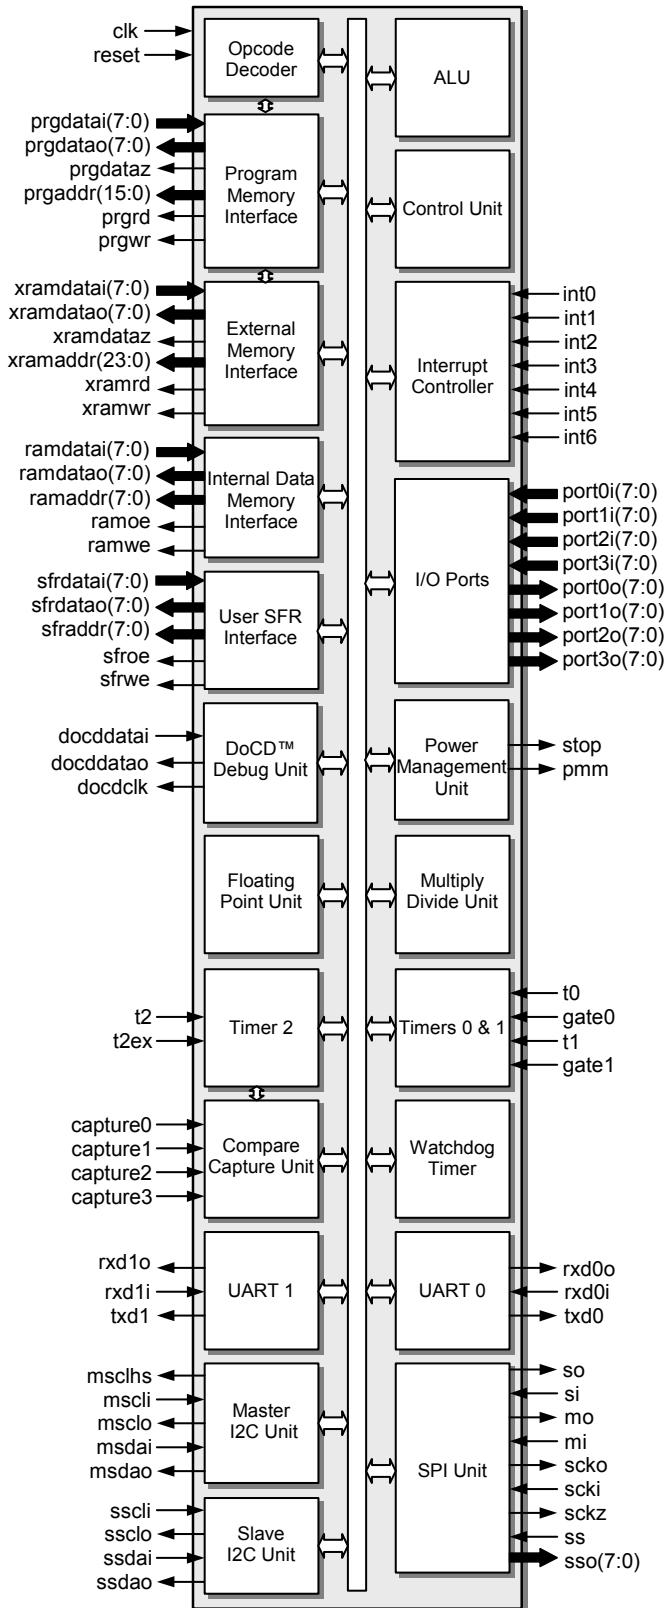 clk
reset
Opcode
Decoder
ALU
prgdatai(7:0)
prgdatao(7:0)
prgdataz
prgaddr(15:0)
prgrd
prgwr
Program
Memory
Interface
Control Unit
xramdatai(7:0)
xramdatao(7:0)
xramdataz
xramaddr(23:0)
xramrd
xramwr
External
Memory
Interface
Interrupt
Controller
int0
int1
int2
int3
int4
int5
int6
ramdatai(7:0)
ramdatao(7:0)
ramaddr(7:0)
ramoe
ramwe
Internal Data
Memory
Interface
I/O Ports
port0i(7:0)
port1i(7:0)
port2i(7:0)
port3i(7:0)
port0o(7:0)
port1o(7:0)
port2o(7:0)
port3o(7:0)
sfrdatai(7:0)
sfrdatao(7:0)
sfraddr(7:0)
sfroe
sfrwe
User SFR
Interface
docddatai
docddatao
docdclk
DoCD™
Debug Unit
Power
Management
Unit
stop
pmm
Floating
Point Unit
Multiply
Divide Unit
t2
t2ex
Timer 2
Timers 0 & 1
t0
gate0
t1
gate1
capture0
capture1
capture2
capture3
Compare
Capture Unit
Watchdog
Timer
rxd1o
rxd1i
txd1
UART 1
UART 0
rxd0o
rxd0i
txd0
msclhs
mscli
msclo
msdai
msdao
Master
I2C Unit
SPI Unit
so
si
mo
mi
scko
scki
sckz
ss
sso(7:0)
sscli
ssclo
ssdai
ssdao
Slave
I2C Unit